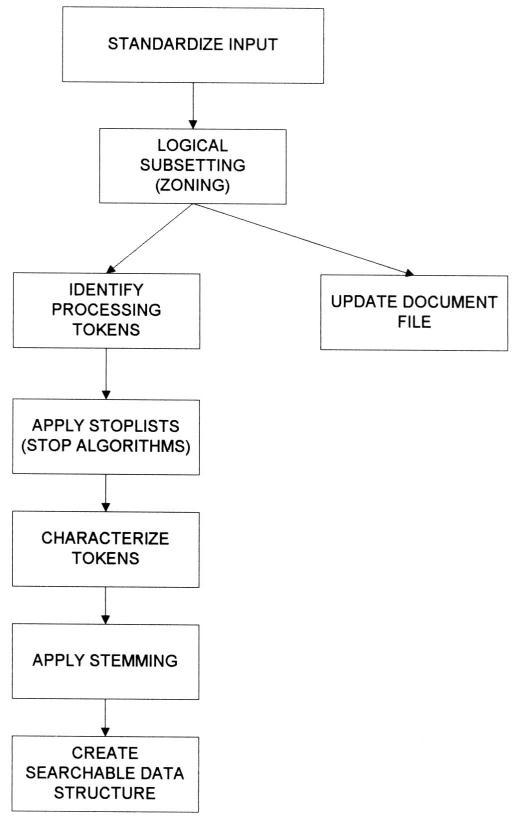 STANDARDIZE INPUT
LOGICAL
SUBSETTING
(ZONING)
IDENTIFY
PROCESSING
TOKENS
UPDATE DOCUMENT
FILE
APPLY STOPLISTS
(STOP ALGORITHMS)
CHARACTERIZE
TOKENS
APPLY STEMMING
CREATE
SEARCHABLE DATA
STRUCTURE